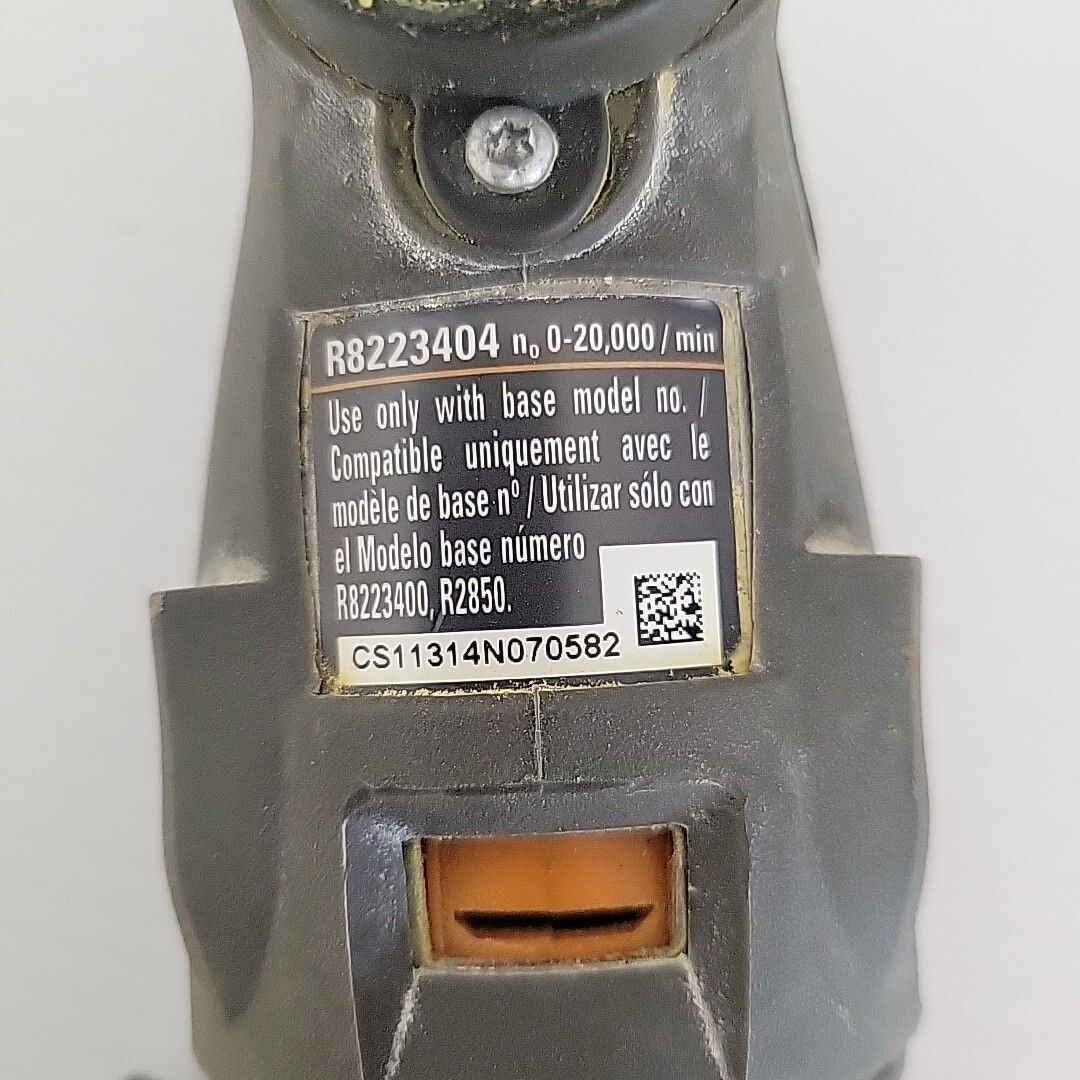 R8223404 n₀ 0-20,000 / min
Use only with base model no. /
Compatible uniquement avec le
modèle de base nº / Utilizar sólo con
el Modelo base número
R8223400, R2850.
CS11314N070582